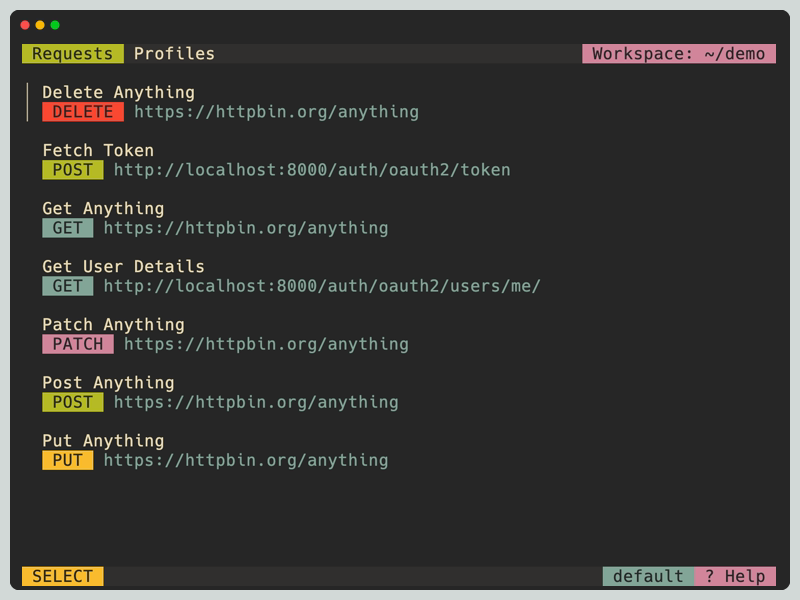 Requests Profiles Workspace: ~/demo
Delete Anything
DELETE https://httpbin.org/anything
Fetch Token
POST http://localhost:8000/auth/oauth2/token
Get Anything
GET https://httpbin.org/anything
Get User Details
GET http://localhost:8000/auth/oauth2/users/me/
Patch Anything
PATCH https://httpbin.org/anything
Post Anything
POST https://httpbin.org/anything
Put Anything
PUT https://httpbin.org/anything
SELECT default ? Help